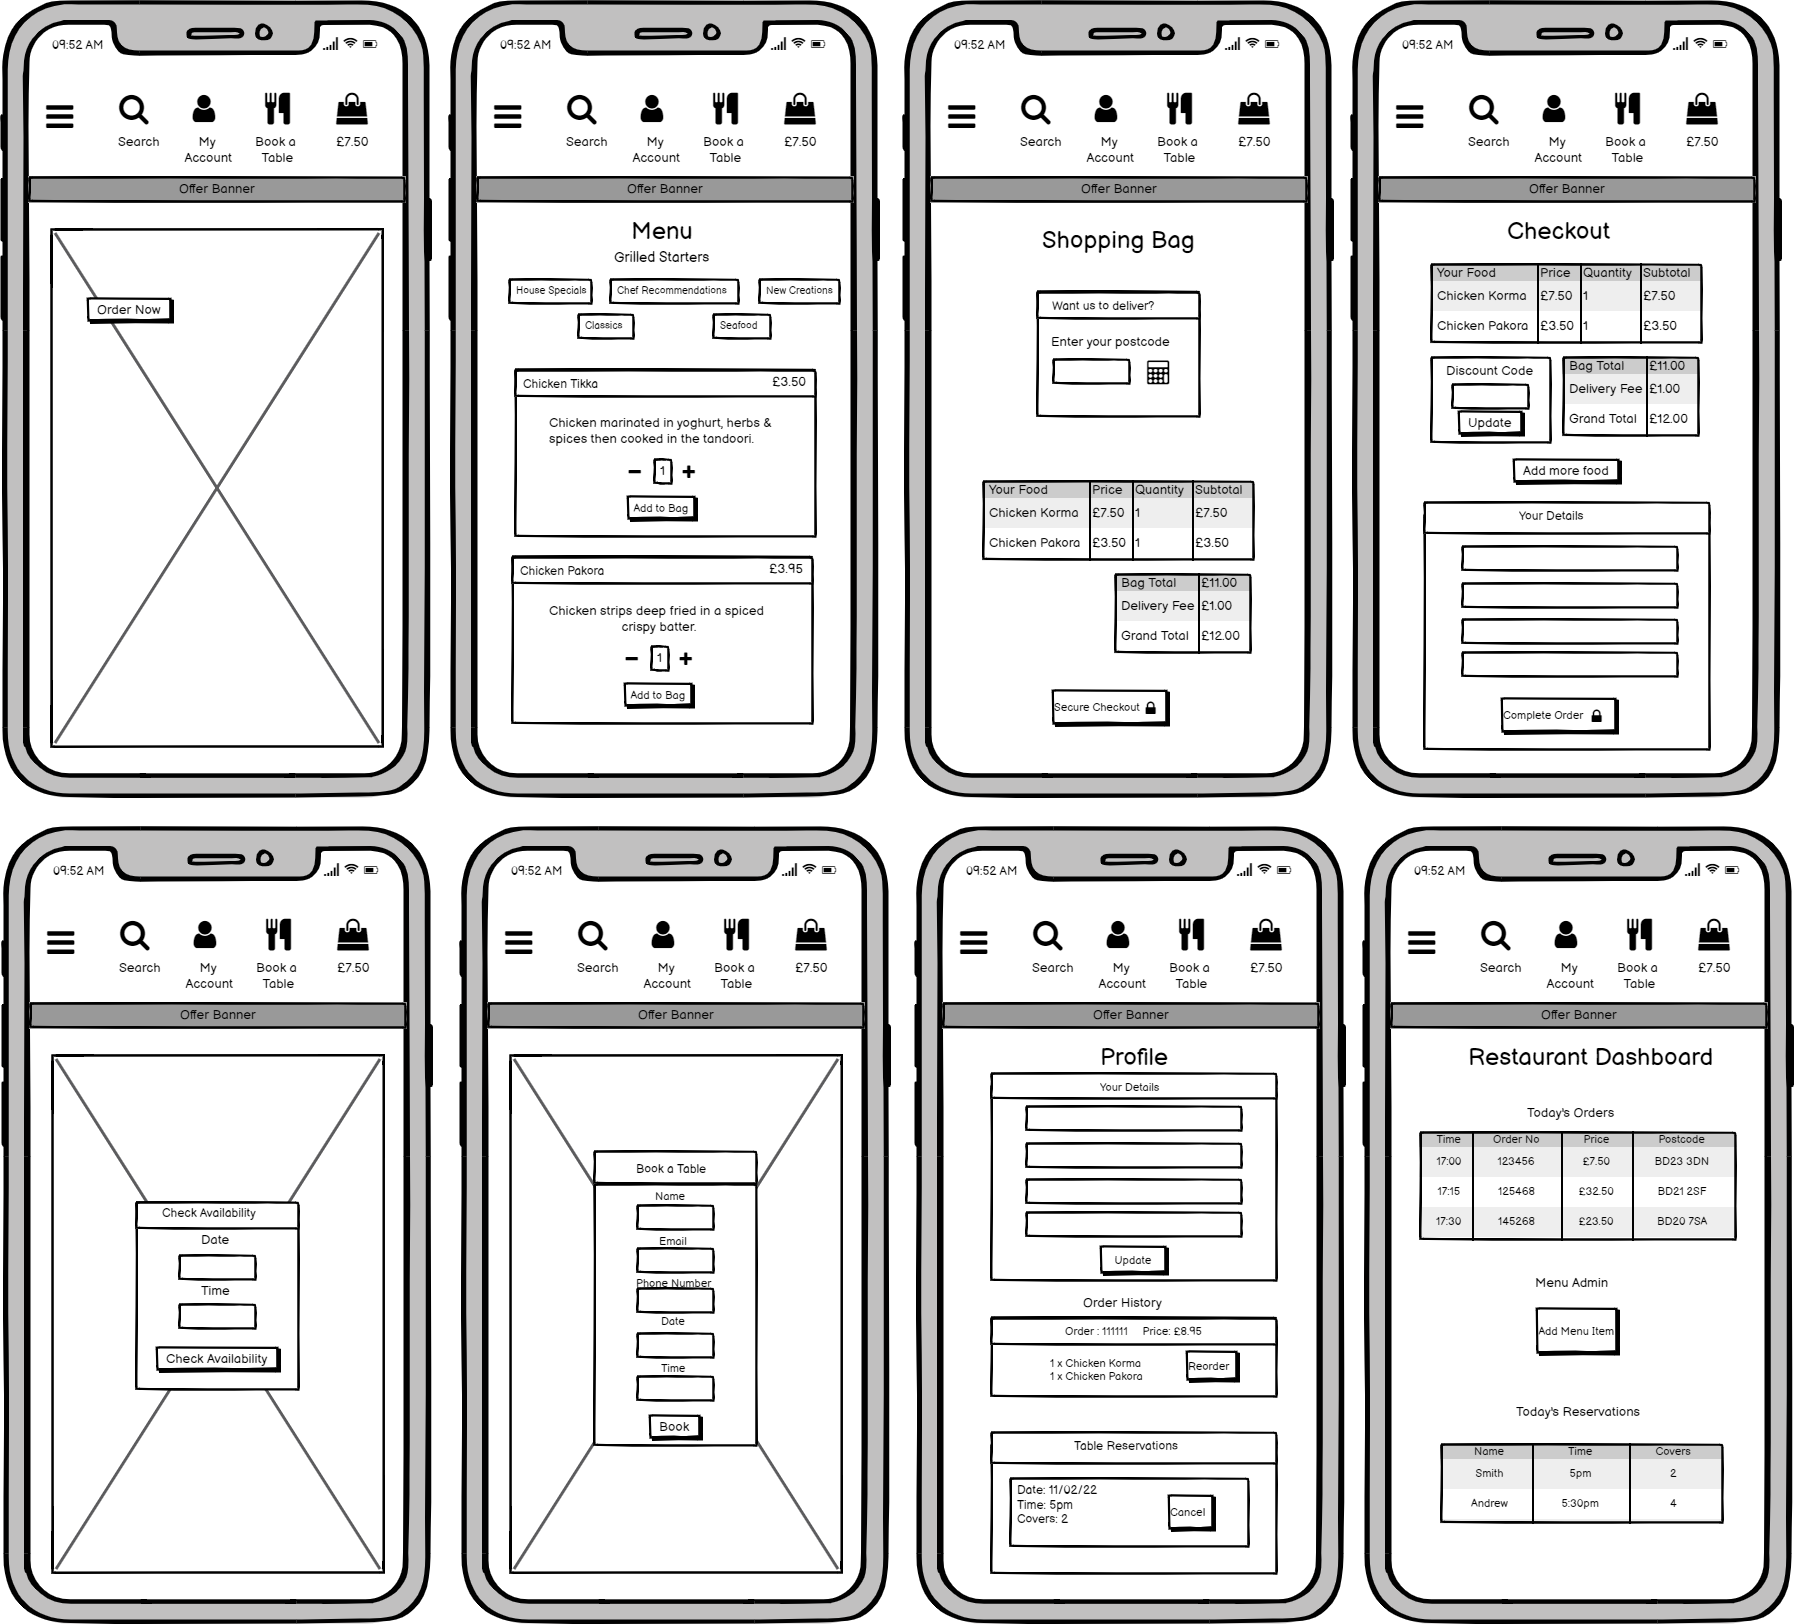 09:52 AM
Search
My
Account
Book a
Table
£7.50
Offer Banner
Order Now
09:52 AM
Search
My
Account
Book a
Table
£7.50
Offer Banner
Menu
Grilled Starters
House Specials
Chef Recommendations
New Creations
Classics
Seafood
Chicken Tikka £3.50
Chicken marinated in yoghurt, herbs &
spices then cooked in the tandoori.
1
Add to Bag
Chicken Pakora £3.95
Chicken strips deep fried in a spiced
crispy batter.
1
Add to Bag
09:52 AM
Search
My
Account
Book a
Table
£7.50
Offer Banner
Shopping Bag
Want us to deliver?
Enter your postcode
Your Food Price Quantity Subtotal
Chicken Korma £7.50 1 £7.50
Chicken Pakora £3.50 1 £3.50
Bag Total £11.00
Delivery Fee £1.00
Grand Total £12.00
Secure Checkout
09:52 AM
Search
My
Account
Book a
Table
£7.50
Offer Banner
Checkout
Your Food Price Quantity Subtotal
Chicken Korma £7.50 1 £7.50
Chicken Pakora £3.50 1 £3.50
Discount Code
Update
Bag Total £11.00
Delivery Fee £1.00
Grand Total £12.00
Add more food
Your Details
Complete Order
09:52 AM
Search
My
Account
Book a
Table
£7.50
Offer Banner
Check Availability
Date
Time
Check Availability
09:52 AM
Search
My
Account
Book a
Table
£7.50
Offer Banner
Book a Table
Name
Email
Phone Number
Date
Time
Book
09:52 AM
Search
My
Account
Book a
Table
£7.50
Offer Banner
Profile
Your Details
Update
Order History
Order : 111111 Price: £8.95
1 x Chicken Korma
1 x Chicken Pakora
Reorder
Table Reservations
Date: 11/02/22
Time: 5pm
Covers: 2
Cancel
09:52 AM
Search
My
Account
Book a
Table
£7.50
Offer Banner
Restaurant Dashboard
Today's Orders
Time Order No Price Postcode
17:00 123456 £7.50 BD23 3DN
17:15 125468 £32.50 BD21 2SF
17:30 145268 £23.50 BD20 7SA
Menu Admin
Add Menu Item
Today's Reservations
Name Time Covers
Smith 5pm 2
Andrew 5:30pm 4